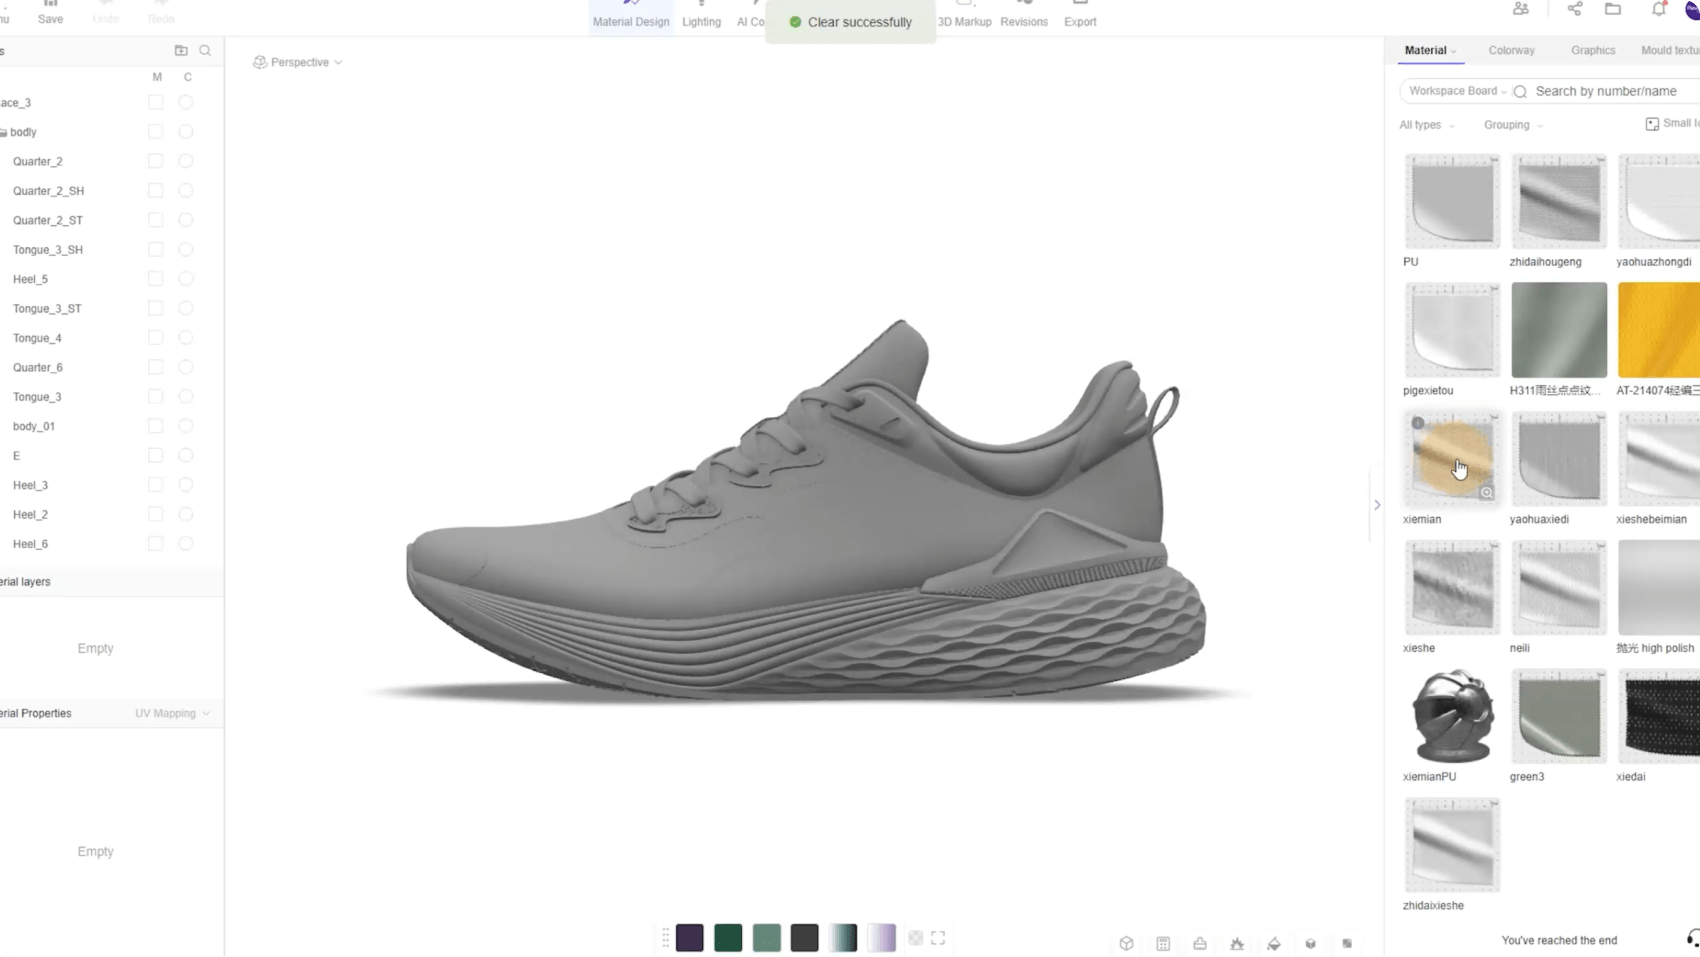 Save
Undo
Redo
Material Design
Lighting
Clear successfully
3D Markup
Revisions
Export
M
C
ace_3
bodly
Quarter_2
Quarter_2_SH
Quarter_2_ST
Tongue_3_SH
Heel_5
Tongue_3_ST
Tongue_4
Quarter_6
Tongue_3
body_01
E
Heel_3
Heel_2
Heel_6
erial layers
Empty
erial Properties
UV Mapping
Empty
Perspective
Material
Colorway
Graphics
Mould textu
Workspace Board
Search by number/name
All types
Grouping
Small Ic
PU
zhidaihougeng
yaohuazhongdi
pigexietou
H311雨丝点点纹...
AT-214074经编三
xiemian
yaohuaxiedi
xieshebeimian
xieshe
neili
抛光 high polish
xiemianPU
green3
xiedai
zhidaixieshe
You've reached the end